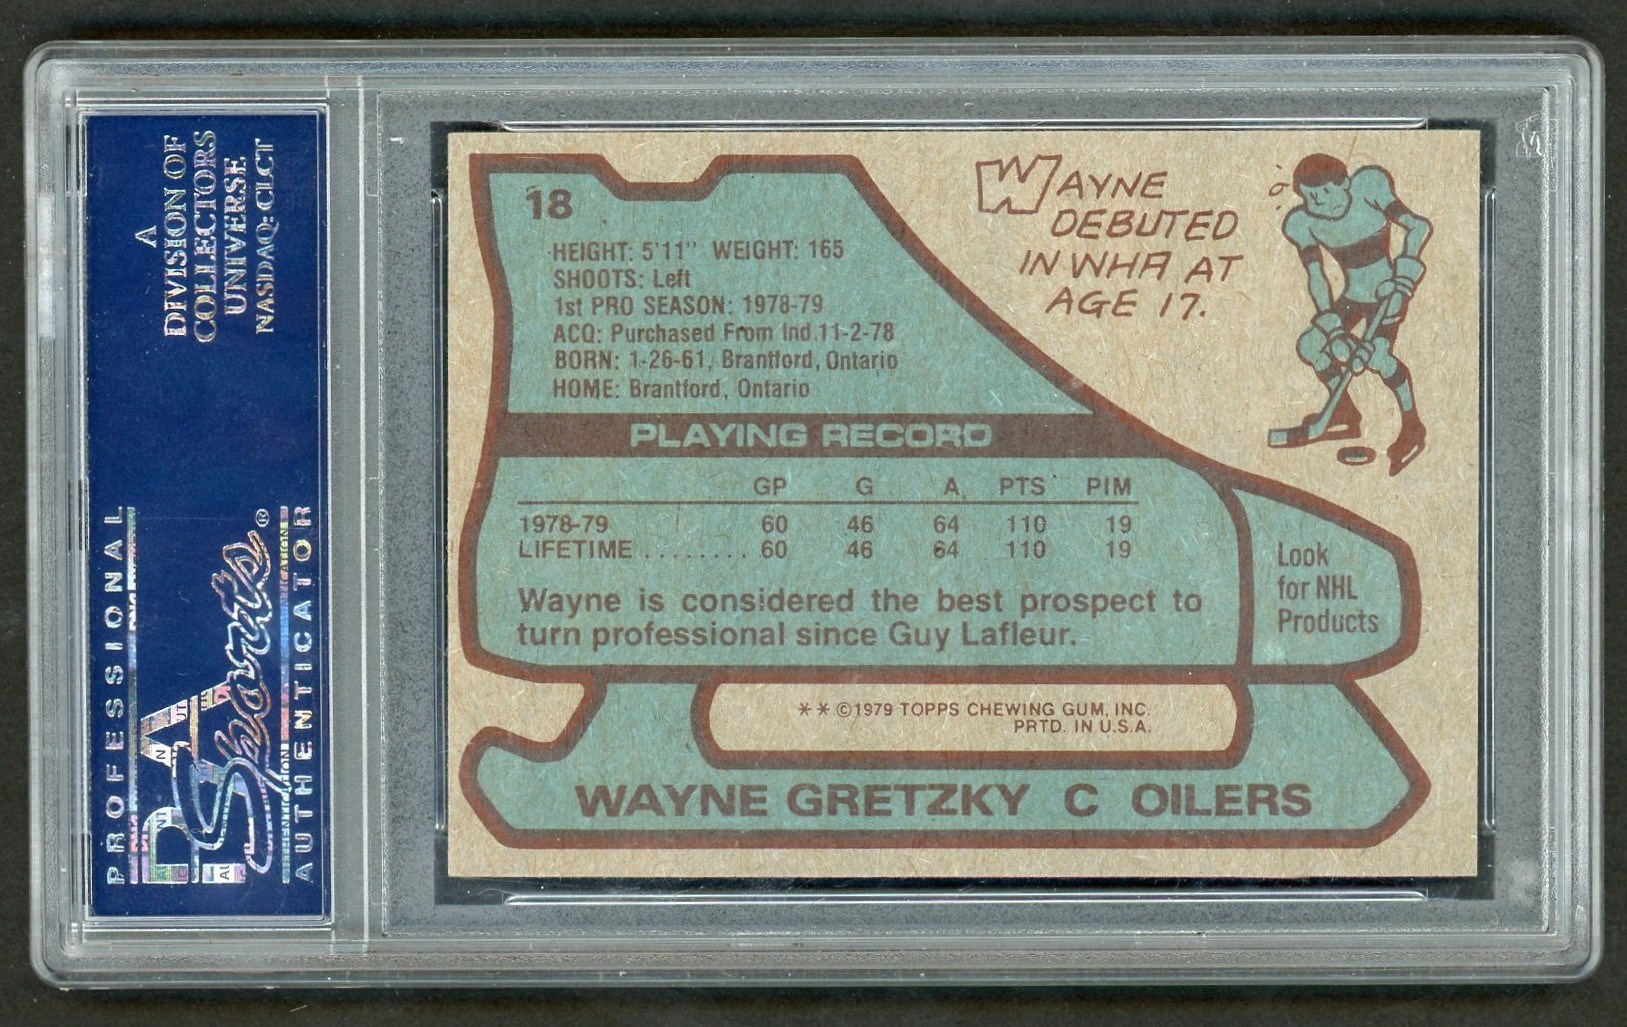 A
DIVISION OF
COLLECTORS
UNIVERSE
NASDAQ: CLCT
PROFESSIONAL
PSA
Sports®
AUTHENTICATOR
18
HEIGHT: 5'11" WEIGHT: 165
SHOOTS: Left
1st PRO SEASON: 1978-79
ACQ: Purchased From Ind.11-2-78
BORN: 1-26-61, Brantford, Ontario
HOME: Brantford, Ontario
WAYNE
DEBUTED
IN WHA AT
AGE 17.
PLAYING RECORD
GP G A PTS PIM
1978-79 60 46 64 110 19
LIFETIME ........ 60 46 64 110 19
Wayne is considered the best prospect to
turn professional since Guy Lafleur.
Look
for NHL
Products
** ©1979 TOPPS CHEWING GUM, INC.
PRTD. IN U.S.A.
WAYNE GRETZKY C OILERS